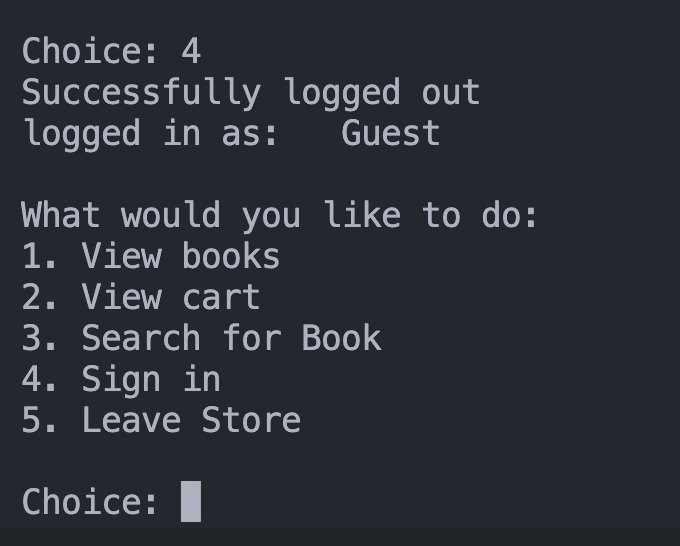 Choice: 4
Successfully logged out
logged in as:   Guest
What would you like to do:
1. View books
2. View cart
3. Search for Book
4. Sign in
5. Leave Store
Choice: